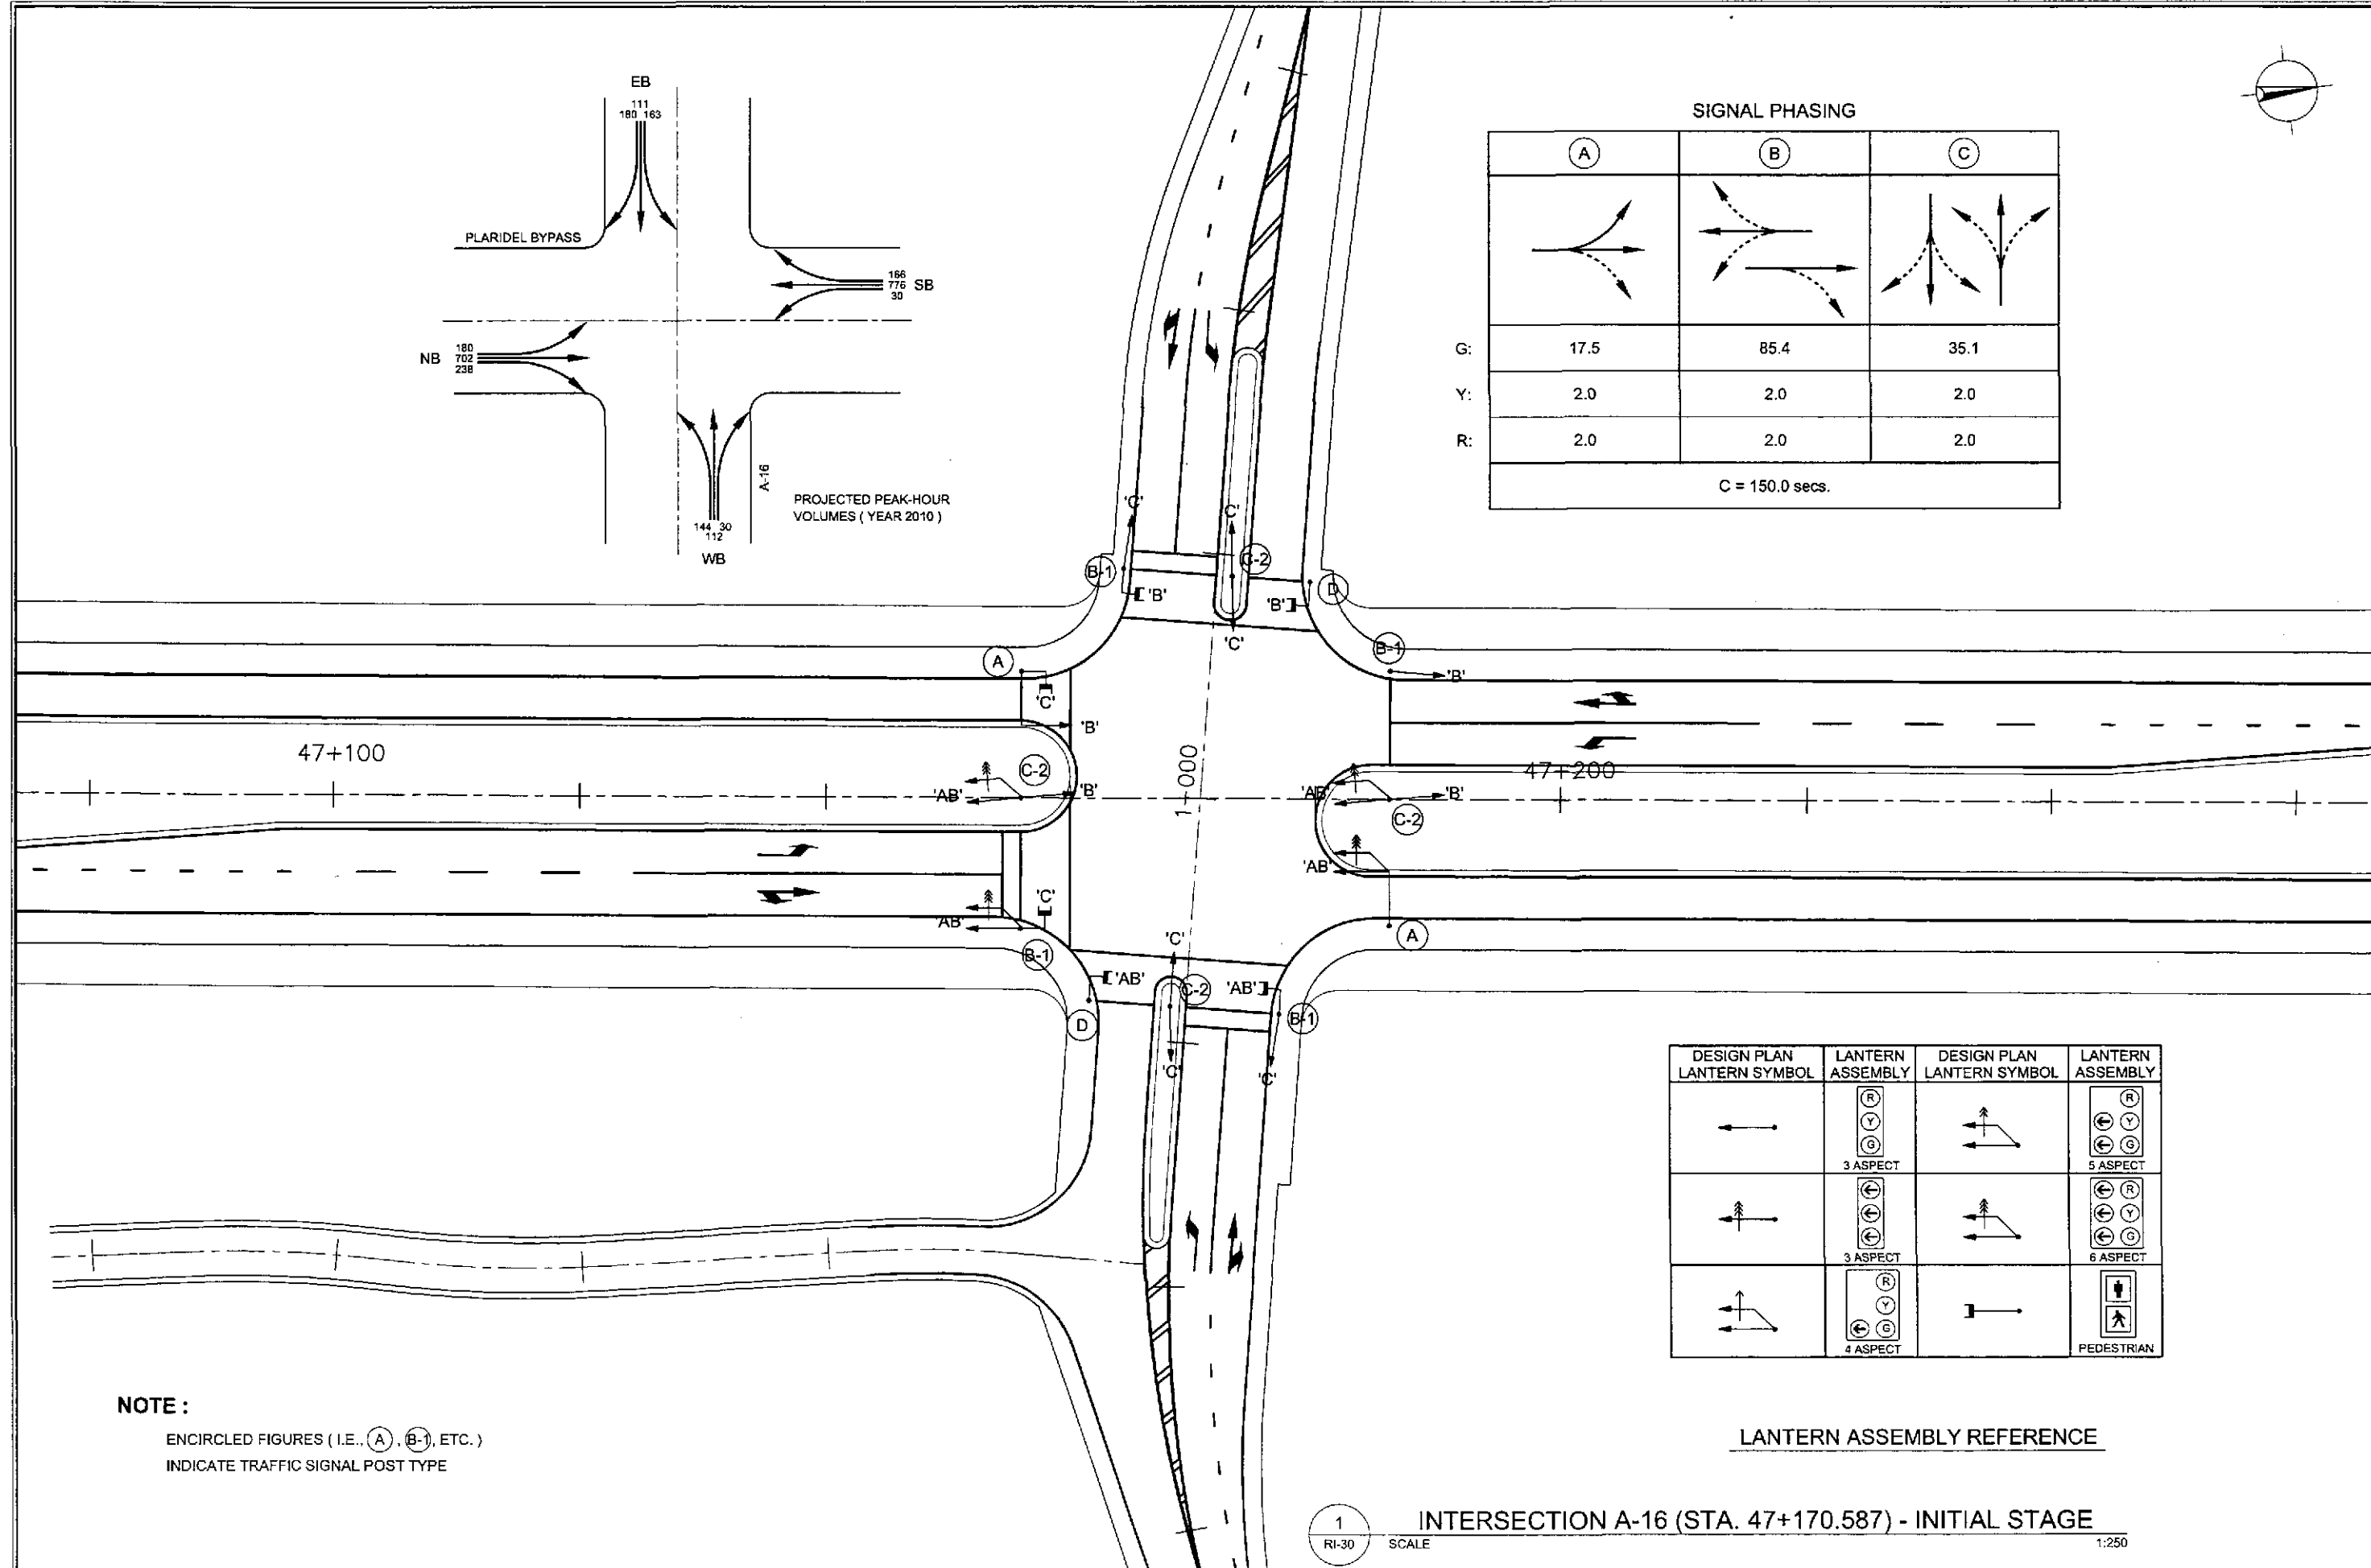 EB
111
180 163
PLARIDEL BYPASS
166
776 SB
30
180
NB 702
238
A-16
144 30
112
WB
PROJECTED PEAK-HOUR
VOLUMES ( YEAR 2010 )
SIGNAL PHASING
A B C
G: 17.5 85.4 35.1
Y: 2.0 2.0 2.0
R: 2.0 2.0 2.0
C = 150.0 secs.
'C'
'C'
B-1 C-2
'B' 'B' D
'C'
A B-1
'C' 'B'
'B'
47+100
C-2
'AB' 'B'
1+000
47+200
'AB' 'B'
C-2
'AB'
'C'
AB'
A
B-1
'C'
'AB' C-2 'AB'
D B-1
'C' 'C'
DESIGN PLAN LANTERN DESIGN PLAN LANTERN
LANTERN SYMBOL ASSEMBLY LANTERN SYMBOL ASSEMBLY
R R
Y Y
G G
3 ASPECT 5 ASPECT
R
Y
G
3 ASPECT 6 ASPECT
R
Y
G
4 ASPECT PEDESTRIAN
LANTERN ASSEMBLY REFERENCE
NOTE :
ENCIRCLED FIGURES ( I.E., A , B-1, ETC. )
INDICATE TRAFFIC SIGNAL POST TYPE
1
RI-30
INTERSECTION A-16 (STA. 47+170.587) - INITIAL STAGE
SCALE 1:250